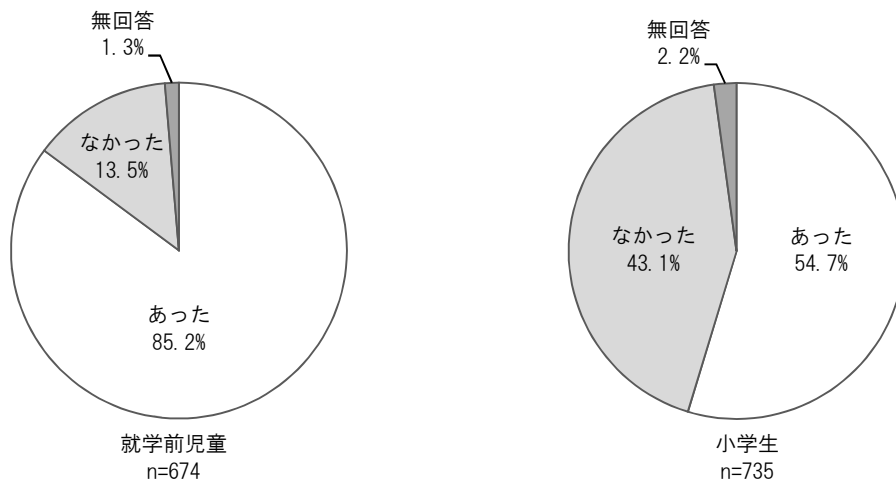 無回答
1.3%
なかった
13.5%
あった
85.2%
就学前児童
n=674
無回答
2.2%
なかった
43.1%
あった
54.7%
小学生
n=735